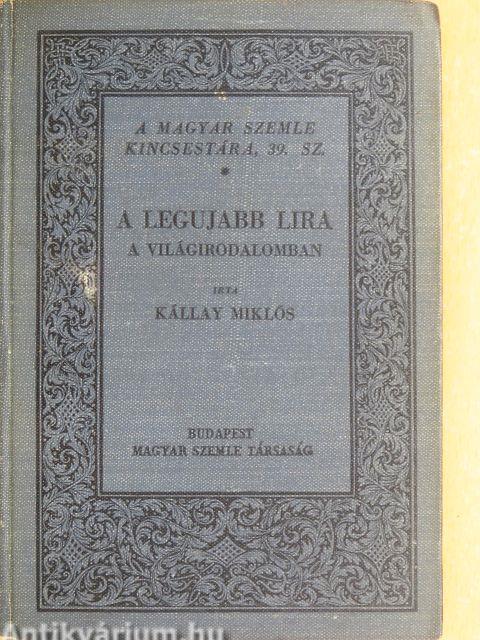 A MAGYAR SZEMLE
KINCSESTÁRA, 39. SZ.
*
A LEGUJABB LIRA
A VILÁGIRODALOMBAN
IRTA
KÁLLAY MIKLÓS
BUDAPEST
MAGYAR SZEMLE TÁRSASÁG
Antikvárium.hu